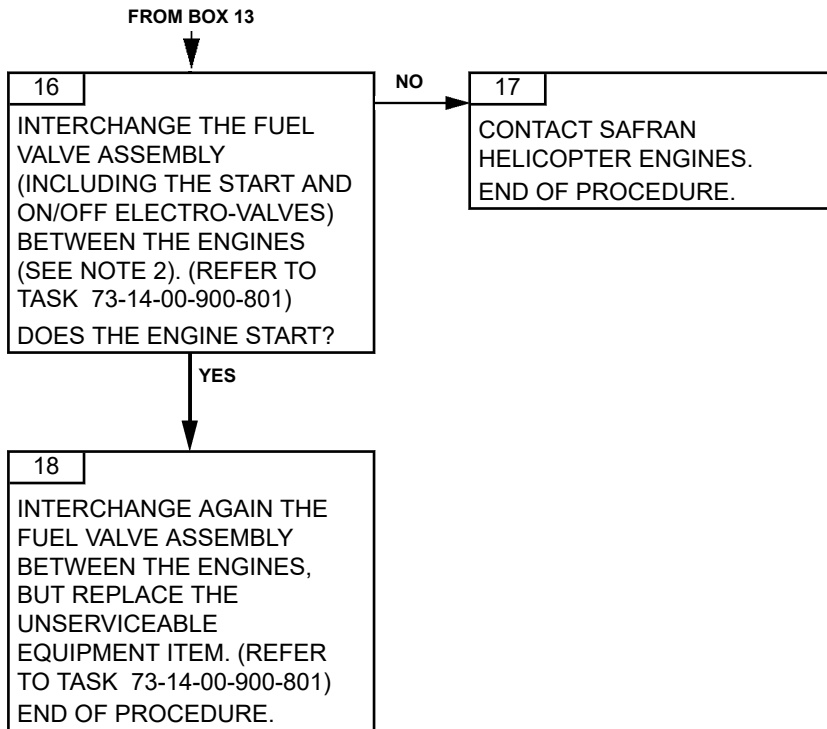 FROM BOX 13
16
INTERCHANGE THE FUEL
VALVE ASSEMBLY
(INCLUDING THE START AND
ON/OFF ELECTRO-VALVES)
BETWEEN THE ENGINES
(SEE NOTE 2). (REFER TO
TASK 73-14-00-900-801)
DOES THE ENGINE START?
NO
17
CONTACT SAFRAN
HELICOPTER ENGINES.
END OF PROCEDURE.
YES
18
INTERCHANGE AGAIN THE
FUEL VALVE ASSEMBLY
BETWEEN THE ENGINES,
BUT REPLACE THE
UNSERVICEABLE
EQUIPMENT ITEM. (REFER
TO TASK 73-14-00-900-801)
END OF PROCEDURE.